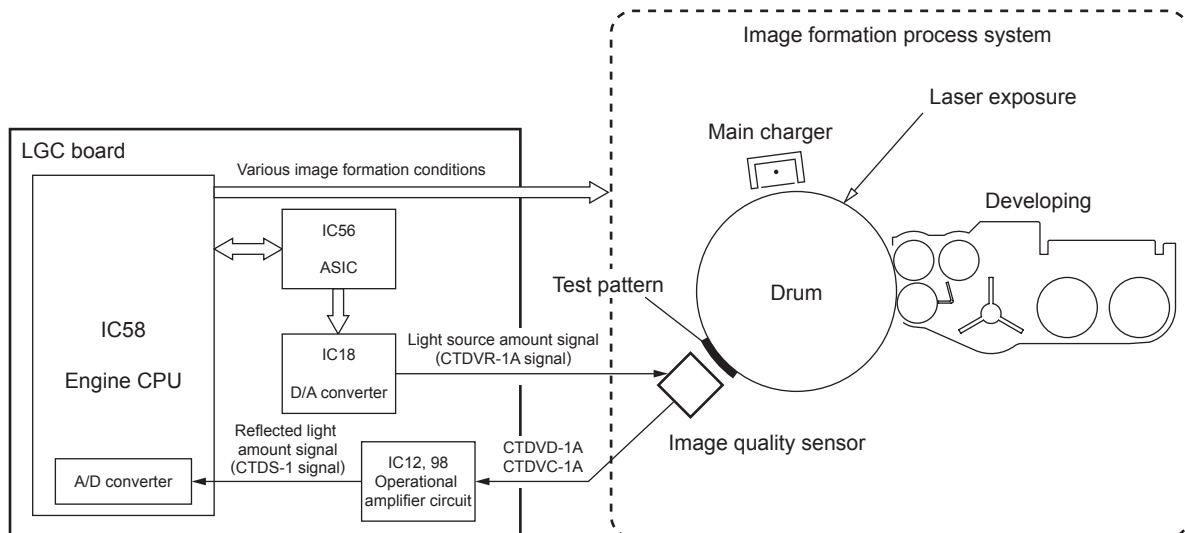 Image formation process system
Laser exposure
Main charger
LGC board
Various image formation conditions
Developing
IC56
ASIC
Test pattern
Drum
IC58
Engine CPU
IC18
D/A converter
Light source amount signal
(CTDVR-1A signal)
Image quality sensor
Reflected light
amount signal
(CTDS-1 signal)
CTDVD-1A
CTDVC-1A
IC12, 98
Operational
amplifier circuit
A/D converter